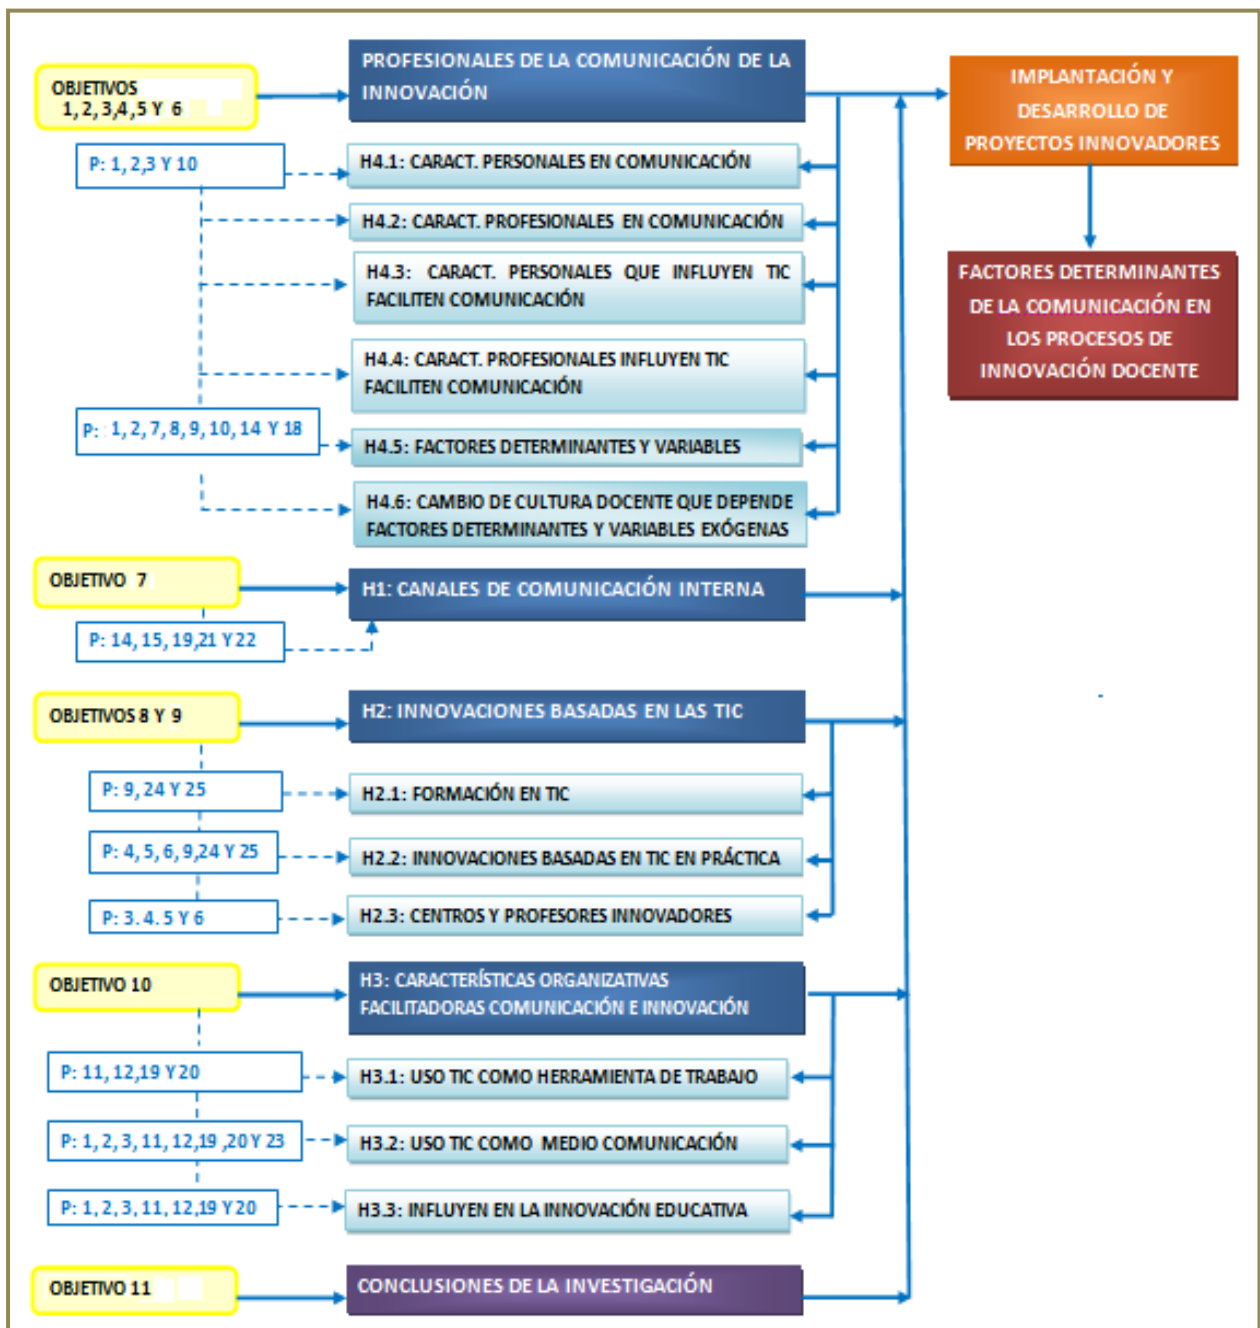 PROFESIONALES DE LA COMUNICACIÓN DE LA
INNOVACIÓN
IMPLANTACIÓN Y
DESARROLLO DE
PROYECTOS INNOVADORES
OBJETIVOS
1, 2, 3,4, 5 Y 6
P: 1, 2,3 Y 10
H4.1: CARACT. PERSONALES EN COMUNICACIÓN
H4.2: CARACT. PROFESIONALES EN COMUNICACIÓN
H4.3: CARACT. PERSONALES QUE INFLUYEN TIC
FACILITEN COMUNICACIÓN
FACTORES DETERMINANTES
DE LA COMUNICACIÓN EN
LOS PROCESOS DE
INNOVACIÓN DOCENTE
H4.4: CARACT. PROFESIONALES INFLUYEN TIC
FACILITEN COMUNICACIÓN
P: 1, 2, 7, 8, 9, 10, 14 Y 18
H4.5: FACTORES DETERMINANTES Y VARIABLES
H4.6: CAMBIO DE CULTURA DOCENTE QUE DEPENDE
FACTORES DETERMINANTES Y VARIABLES EXÓGENAS
OBJETIVO 7
H1: CANALES DE COMUNICACIÓN INTERNA
P: 14, 15, 19,21 Y 22
OBJETIVOS 8 Y 9
H2: INNOVACIONES BASADAS EN LAS TIC
P: 9, 24 Y 25
H2.1: FORMACIÓN EN TIC
P: 4, 5, 6, 9,24 Y 25
H2.2: INNOVACIONES BASADAS EN TIC EN PRÁCTICA
P: 3. 4. 5 Y 6
H2.3: CENTROS Y PROFESORES INNOVADORES
OBJETIVO 10
H3: CARACTERÍSTICAS ORGANIZATIVAS
FACILITADORAS COMUNICACIÓN E INNOVACIÓN
P: 11, 12,19 Y 20
H3.1: USO TIC COMO HERRAMIENTA DE TRABAJO
P: 1, 2, 3, 11, 12,19 ,20 Y 23
H3.2: USO TIC COMO MEDIO COMUNICACIÓN
P: 1, 2, 3, 11, 12,19 Y 20
H3.3: INFLUYEN EN LA INNOVACIÓN EDUCATIVA
OBJETIVO 11
CONCLUSIONES DE LA INVESTIGACIÓN